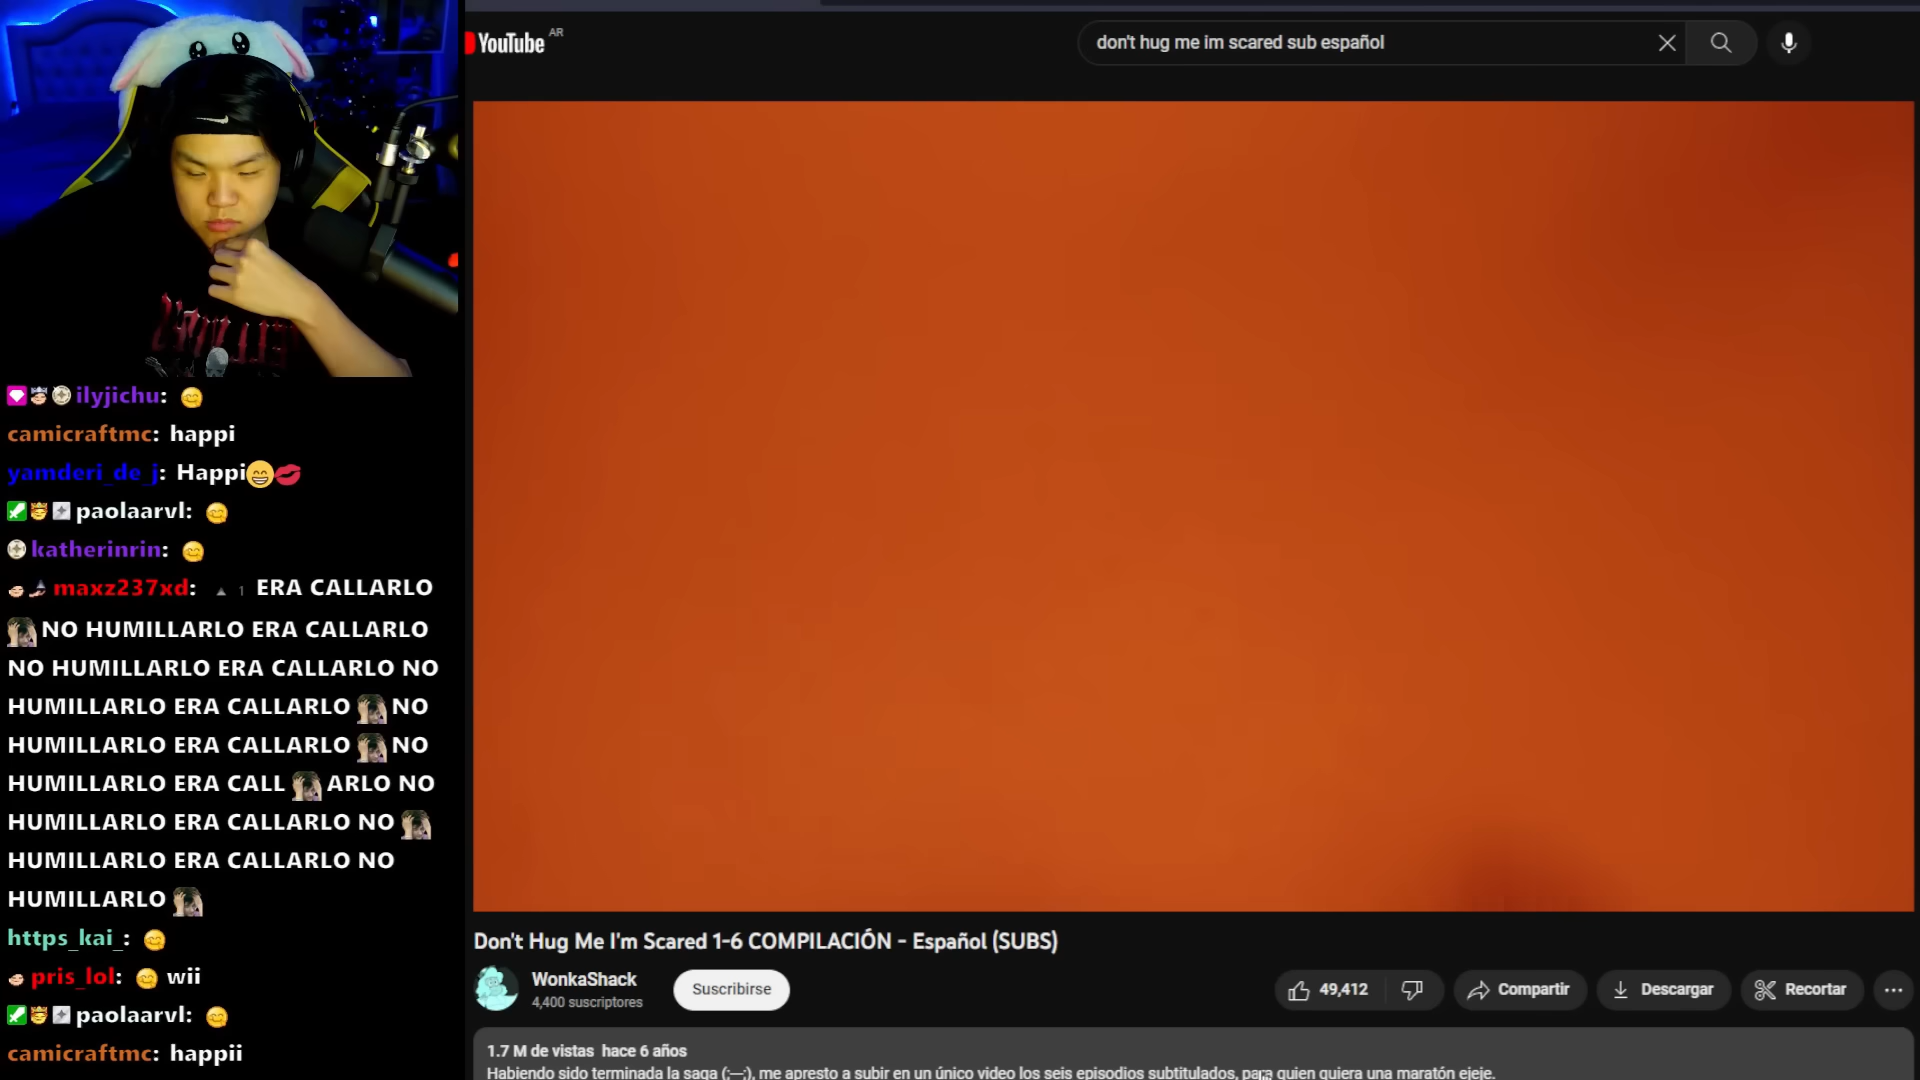 YouTube AR
don't hug me im scared sub español
ilyjichu:
camicraftmc: happi
yamderi_de_j: Happi
paolaarvl:
katherinrin:
maxz237xd: 1 ERA CALLARLO
NO HUMILLARLO ERA CALLARLO
NO HUMILLARLO ERA CALLARLO NO
HUMILLARLO ERA CALLARLO NO
HUMILLARLO ERA CALLARLO NO
HUMILLARLO ERA CALL ARLO NO
HUMILLARLO ERA CALLARLO NO
HUMILLARLO ERA CALLARLO NO
HUMILLARLO
https_kai_:
pris_lol: wii
paolaarvl:
camicraftmc: happii
Don't Hug Me I'm Scared 1-6 COMPILACIÓN - Español (SUBS)
WonkaShack
4,400 suscriptores
Suscribirse
49,412
Compartir
Descargar
Recortar
1.7 M de vistas hace 6 años
Habiendo sido terminada la saga (;—;), me apresto a subir en un único video los seis episodios subtitulados, para quien quiera una maratón ejeje.